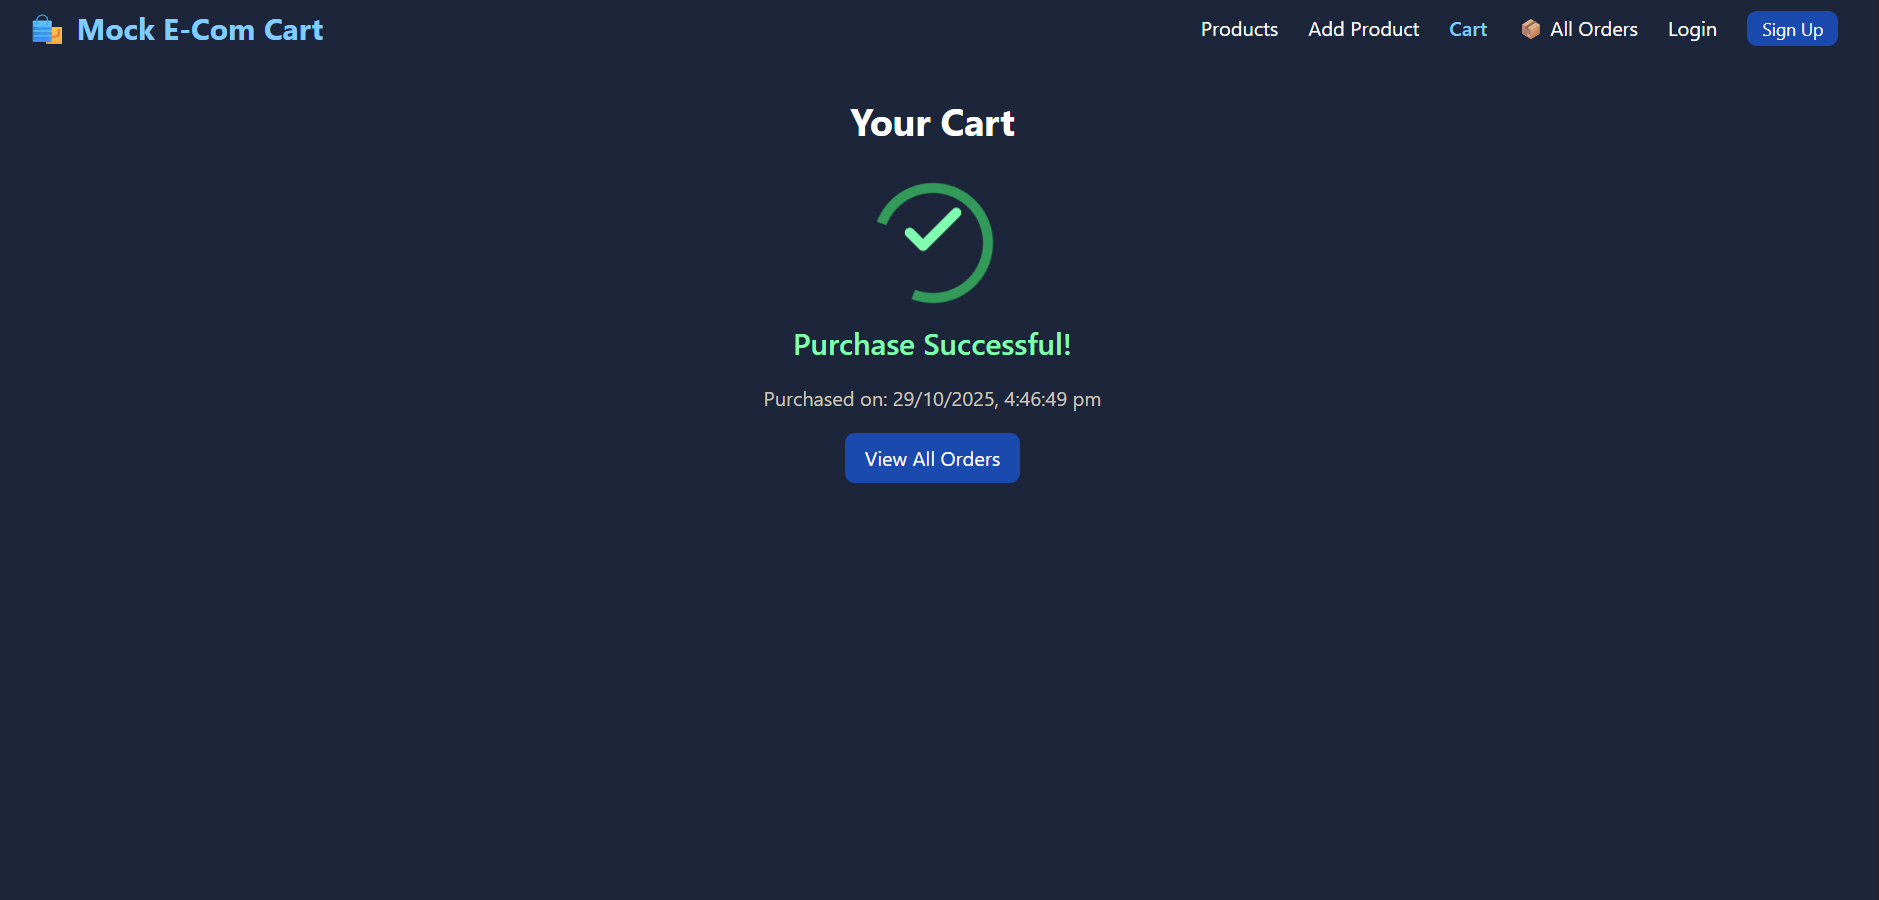 Mock E-Com Cart
Products Add Product Cart All Orders Login Sign Up
Your Cart
Purchase Successful!
Purchased on: 29/10/2025, 4:46:49 pm
View All Orders